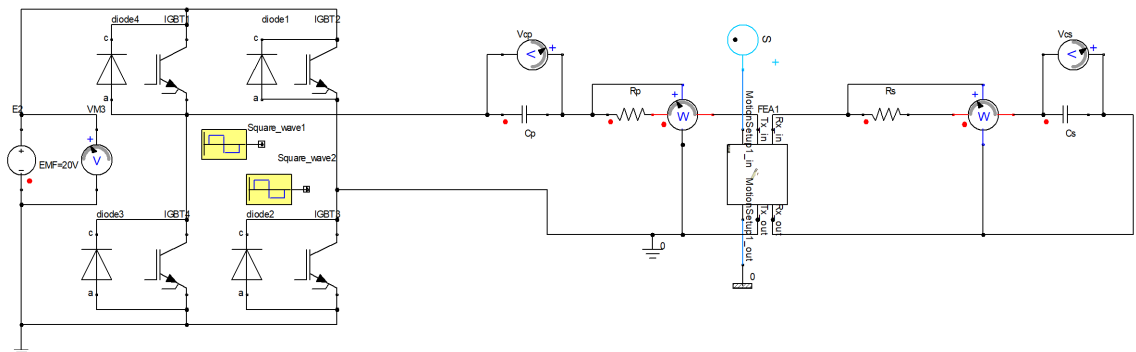 diode4 IGBT1 diode1 IGBT2
Vcp
S
Vcs
c
c
+
+
+
a
a
E2
VM3
+
Rp
+
FEA1
Rs
+
Cp
W
Tx_in
Rx_in
W
Cs
MotionSetup1_in
+
V
EMF=20V
Square_wave1
Square_wave2
diode3 IGBT4 diode2 IGBT3
Tx_out
Rx_out
MotionSetup1_out
c
c
0
0
a
a